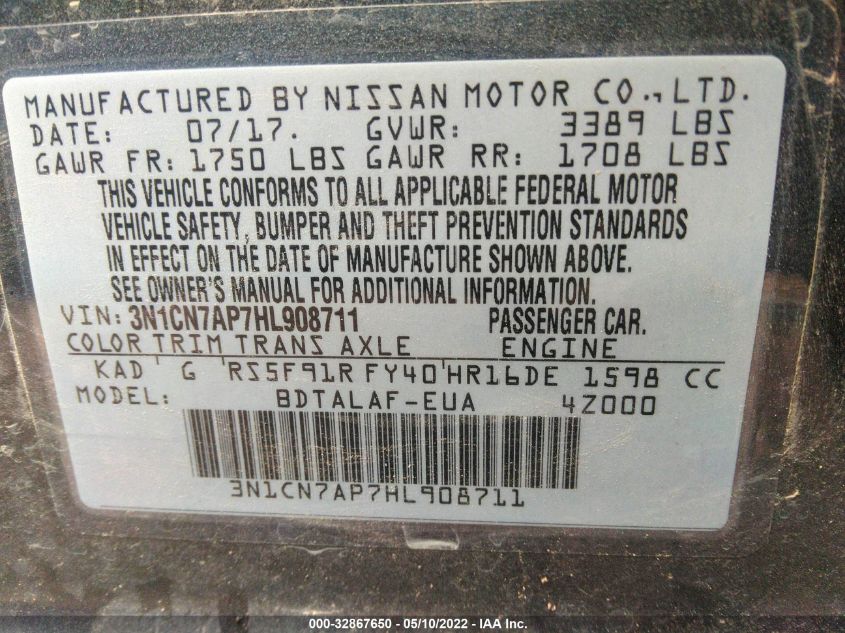 MANUFACTURED BY NISSAN MOTOR CO., LTD.
DATE: 07/17. GVWR: 3389 LBS
GAWR FR: 1750 LBS GAWR RR: 1708 LBS
THIS VEHICLE CONFORMS TO ALL APPLICABLE FEDERAL MOTOR
VEHICLE SAFETY, BUMPER AND THEFT PREVENTION STANDARDS
IN EFFECT ON THE DATE OF MANUFACTURE SHOWN ABOVE.
SEE OWNER'S MANUAL FOR ADDITIONAL INFORMATION.
VIN: 3N1CN7AP7HL908711 PASSENGER CAR.
COLOR TRIM TRANS AXLE ENGINE
KAD G RS5F91R FY40 HR16DE 1598 CC
MODEL: BDTALAF-EUA 4Z000
3N1CN7AP7HL908711
000-32867650 - 05/10/2022 - IAA Inc.